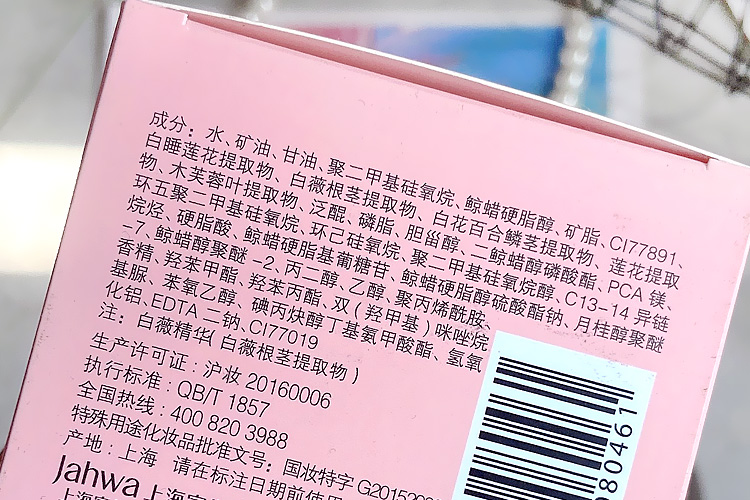 成分：水、矿油、甘油、聚二甲基硅氧烷、鲸蜡硬脂醇、矿脂、CI77891、
白睡莲花提取物、白薇根茎提取物、白花百合鳞茎提取物、莲花提取
物、木芙蓉叶提取物、泛醌、磷脂、胆甾醇、二鲸蜡醇磷酸酯、PCA 镁、
环五聚二甲基硅氧烷、环己硅氧烷、聚二甲基硅氧烷醇、C13-14 异链
烷烃、硬脂酸、鲸蜡硬脂基葡糖苷、鲸蜡硬脂醇硫酸酯钠、月桂醇聚醚
-7、鲸蜡醇聚醚 -2、丙二醇、乙醇、聚丙烯酰胺、
香精、羟苯甲酯、羟苯丙酯、双（羟甲基）咪唑烷
基脲、苯氧乙醇、碘丙炔醇丁基氨甲酸酯、氢氧
化铝、EDTA 二钠、CI77019
注：白薇精华(白薇根茎提取物)
生产许可证：沪妆 20160006
执行标准：QB/T 1857
全国热线：400 820 3988
特殊用途化妆品批准文号：国妆特字 G2015
产地：上海 请在标注日期前使用
Jahwa 上海家
80461